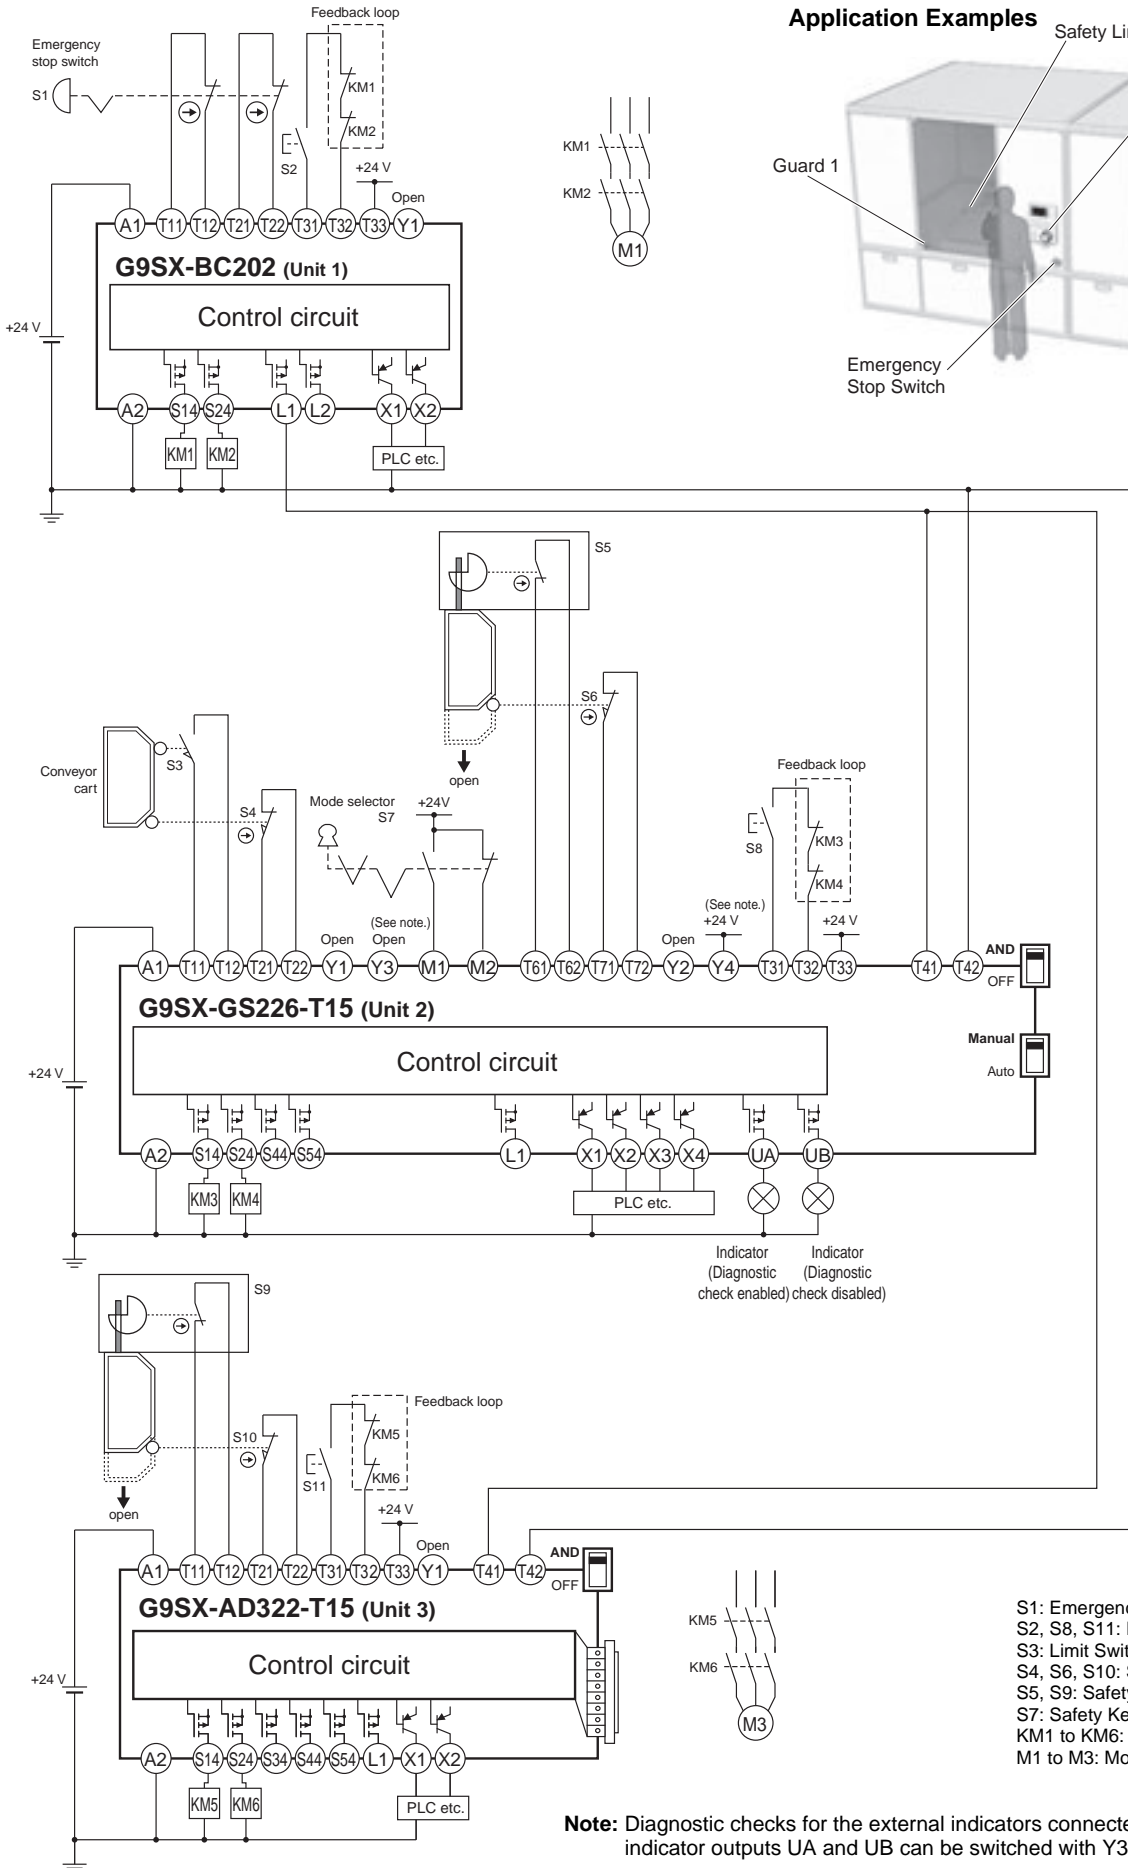 Application Examples
Feedback loop
Emergency
stop switch
S1
KM1
KM2
S2
+24 V
Open
A1 T11 T12 T21 T22 T31 T32 T33 Y1
G9SX-BC202 (Unit 1)
Control circuit
+24 V
A2 S14 S24 L1 L2 X1 X2
KM1 KM2
PLC etc.
KM1
KM2
M1
Safety Li
Guard 1
Emergency
Stop Switch
S5
S6
open
Conveyor
cart
S3
S4
Mode selector
S7
+24V
Feedback loop
S8
KM3
KM4
(See note.)
+24 V
+24 V
Open
(See note.)
Open
Open
A1 T11 T12 T21 T22 Y1 Y3 M1 M2 T61 T62 T71 T72 Y2 Y4 T31 T32 T33 T41 T42
AND
OFF
G9SX-GS226-T15 (Unit 2)
Control circuit
Manual
Auto
+24 V
A2 S14 S24 S44 S54 L1 X1 X2 X3 X4 UA UB
KM3 KM4
PLC etc.
Indicator
(Diagnostic
check enabled)
Indicator
(Diagnostic
check disabled)
S9
S10
open
Feedback loop
KM5
KM6
S11
+24 V
Open
A1 T11 T12 T21 T22 T31 T32 T33 Y1 T41 T42
AND
OFF
G9SX-AD322-T15 (Unit 3)
Control circuit
+24 V
A2 S14 S24 S34 S44 S54 L1 X1 X2
KM5 KM6
PLC etc.
KM5
KM6
M3
S1: Emergenc
S2, S8, S11:
S3: Limit Swit
S4, S6, S10:
S5, S9: Safety
S7: Safety Ke
KM1 to KM6:
M1 to M3: Mo
Note: Diagnostic checks for the external indicators connecte
indicator outputs UA and UB can be switched with Y3